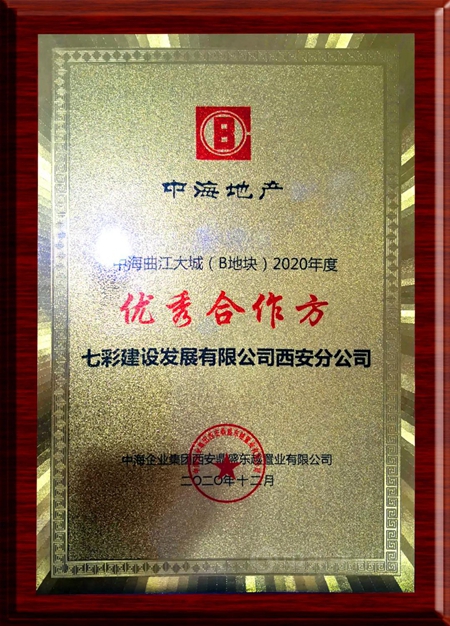 中海地产
中海曲江大城（B地块）2020年度
优秀合作方
七彩建设发展有限公司西安分公司
中海企业集团西安鼎盛东越置业有限公司
二〇二〇年十二月